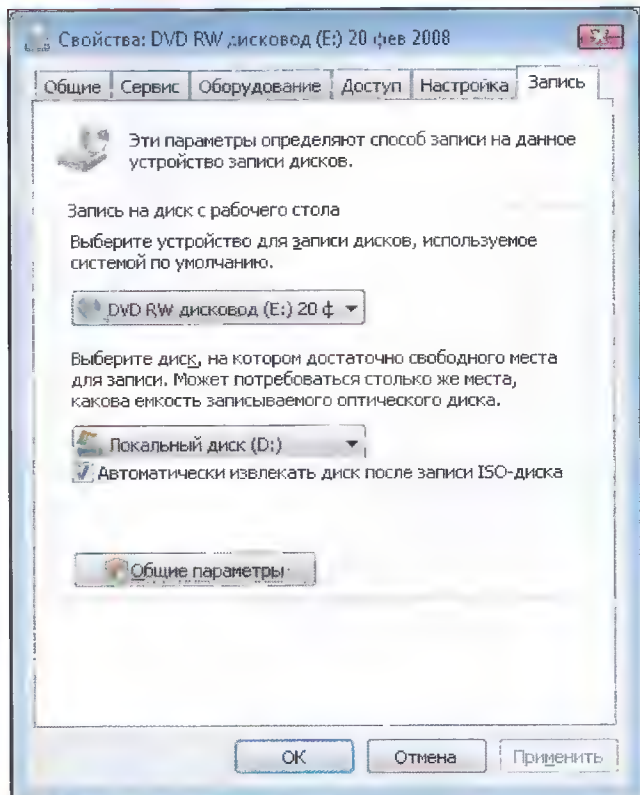 Свойства: DVD RW дисковод (E:) 20 фев 2008
Общие Сервис Оборудование Доступ Настройка Запись
Эти параметры определяют способ записи на данное
устройство записи дисков.
Запись на диск с рабочего стола
Выберите устройство для записи дисков, используемое
системой по умолчанию.
DVD RW дисковод (E:) 20 ф
Выберите диск, на котором достаточно свободного места
для записи. Может потребоваться столько же места,
какова емкость записываемого оптического диска.
Локальный диск (D:)
Автоматически извлекать диск после записи ISO-диска
Общие параметры
ОК Отмена Применить